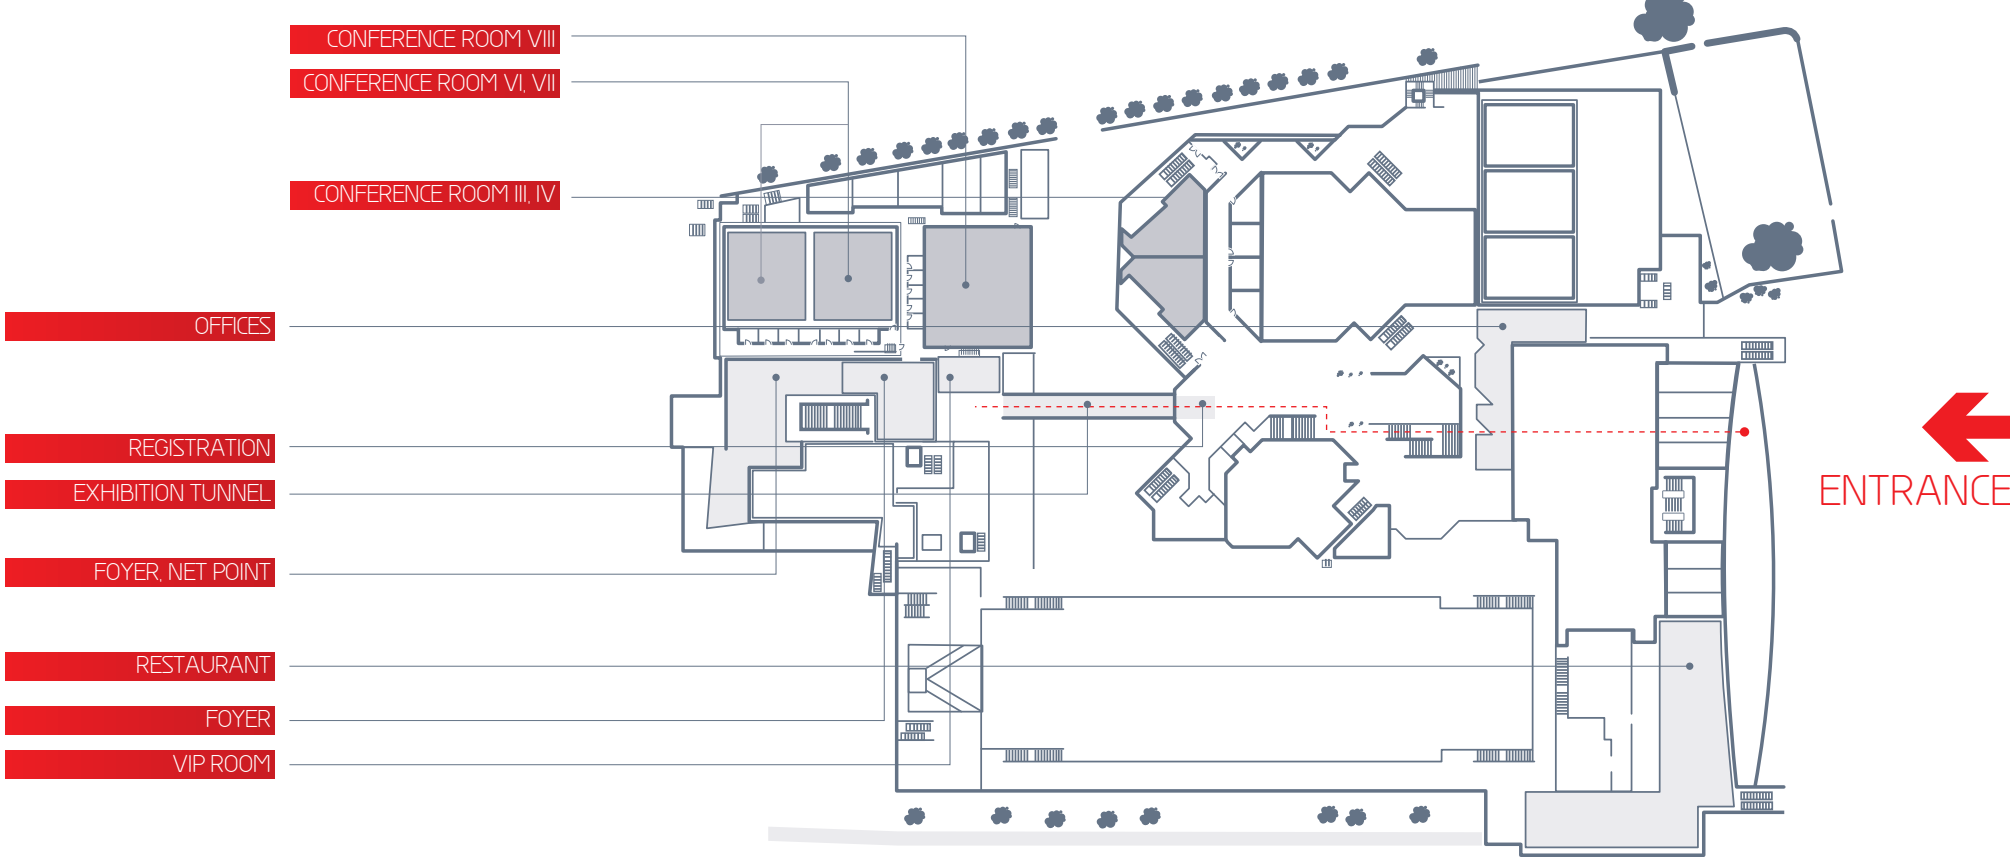 CONFERENCE ROOM VIII
CONFERENCE ROOM VI, VII
CONFERENCE ROOM III, IV
OFFICES
REGISTRATION
EXHIBITION TUNNEL
ENTRANCE
FOYER, NET POINT
RESTAURANT
FOYER
VIP ROOM